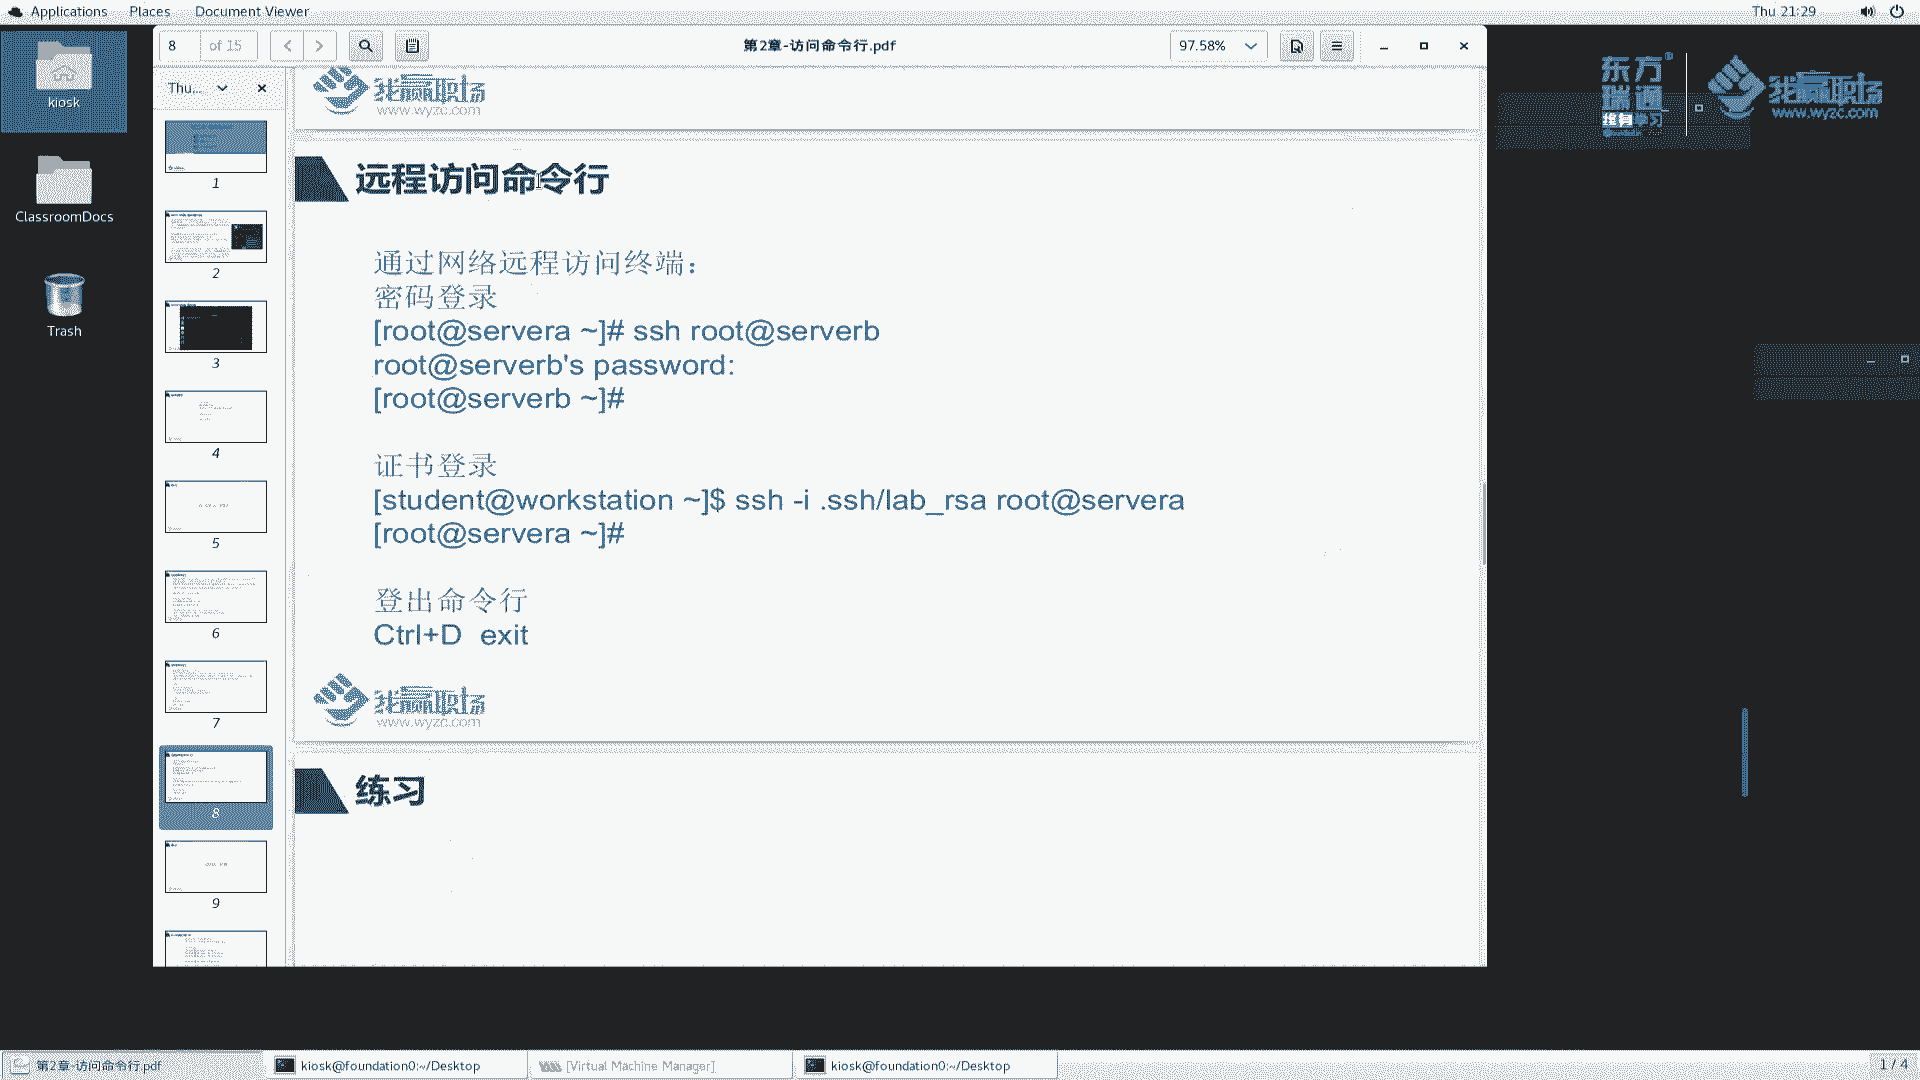 Applications Places Document Viewer Thu 21:29
kiosk
ClassroomDocs
Trash
8 of 15 第2章-访问命令行.pdf 97.58%
Thu...
1
2
3
4
5
6
7
8
9
我赢职场
www.wyzc.com
远程访问命令行
通过网络远程访问终端：
密码登录
[root@servera ~]# ssh root@serverb
root@serverb's password:
[root@serverb ~]#
证书登录
[student@workstation ~]$ ssh -i .ssh/lab_rsa root@servera
[root@servera ~]#
登出命令行
Ctrl+D exit
我赢职场
www.wyzc.com
练习
东方
瑞通
终身学习
我赢职场
www.wyzc.com
第2章-访问命令行.pdf kiosk@foundation0:~/Desktop [Virtual Machine Manager] kiosk@foundation0:~/Desktop 1 / 4